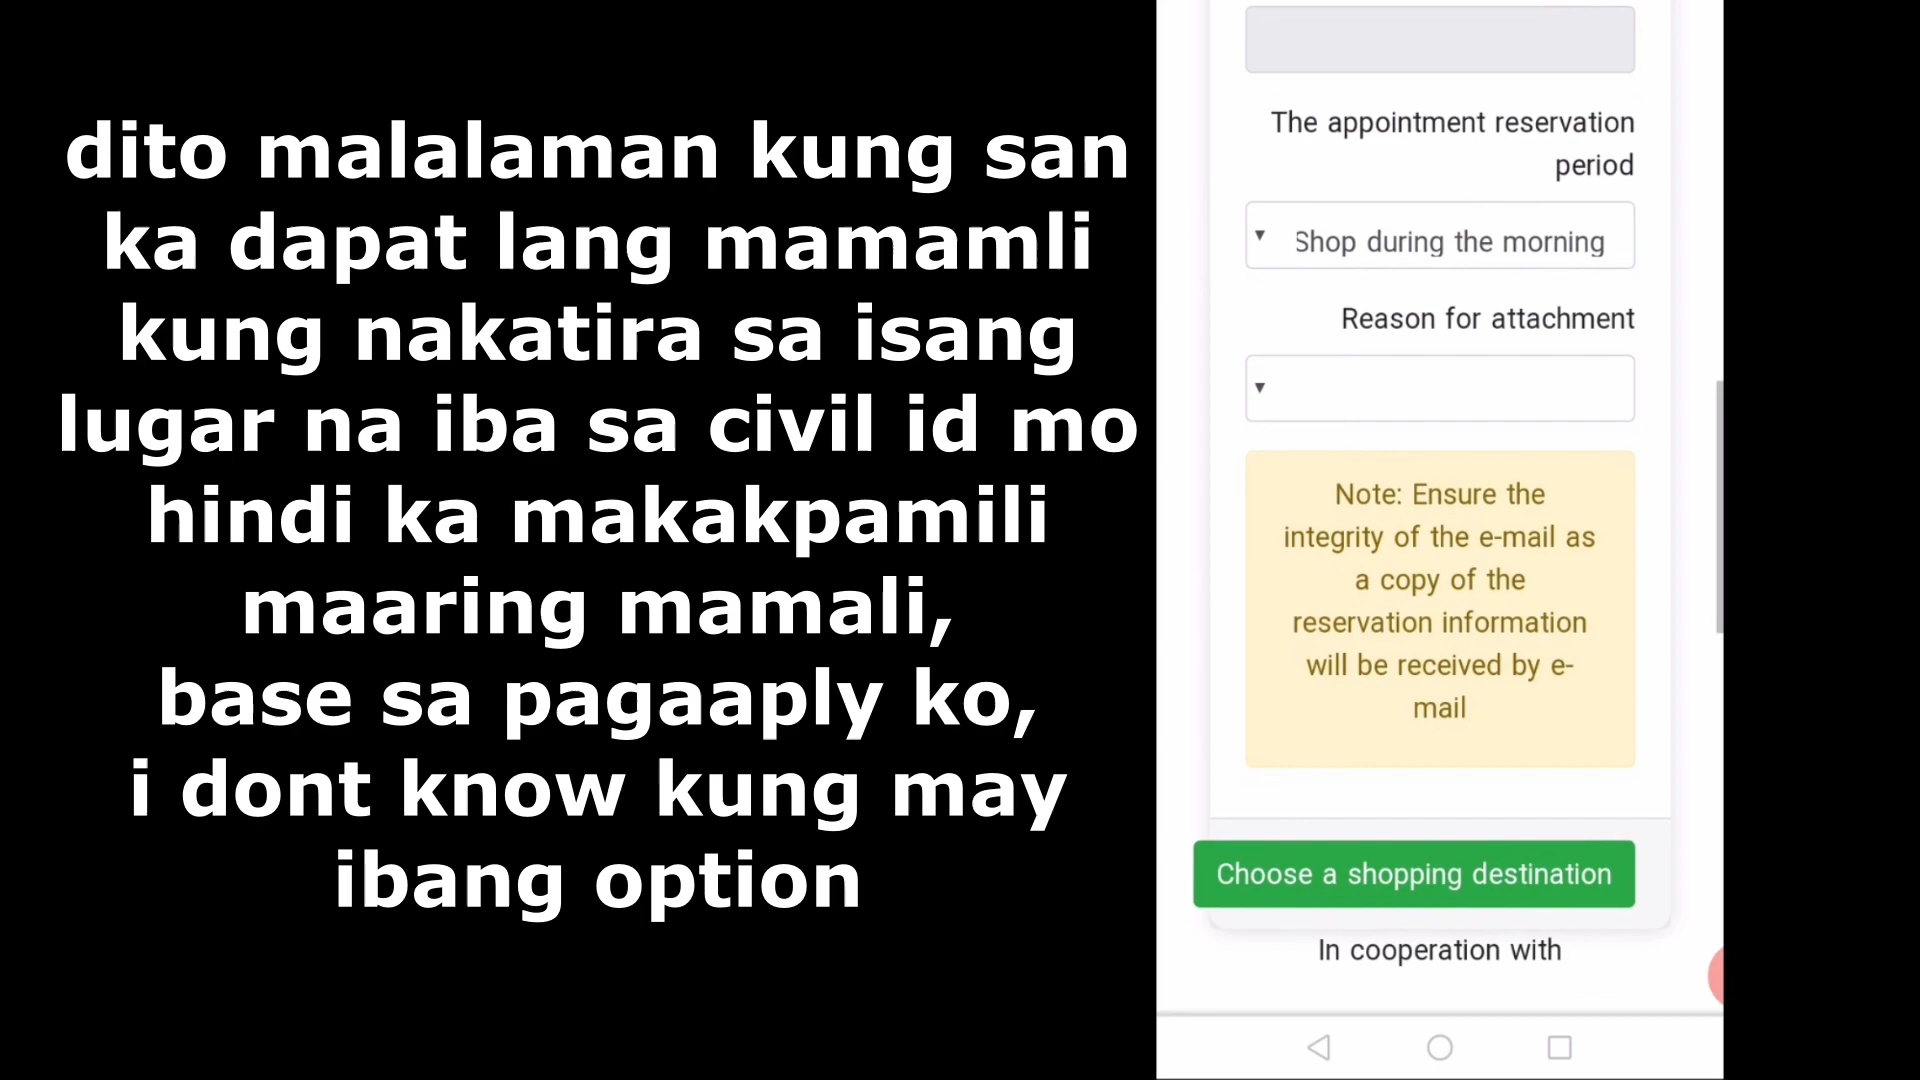 dito malalaman kung san
ka dapat lang mamamli
kung nakatira sa isang
lugar na iba sa civil id mo
hindi ka makakpamili
maaring mamali,
base sa pagaaply ko,
i dont know kung may
ibang option
The appointment reservation
period
Shop during the morning
Reason for attachment
Note: Ensure the
integrity of the e-mail as
a copy of the
reservation information
will be received by e-
mail
Choose a shopping destination
In cooperation with